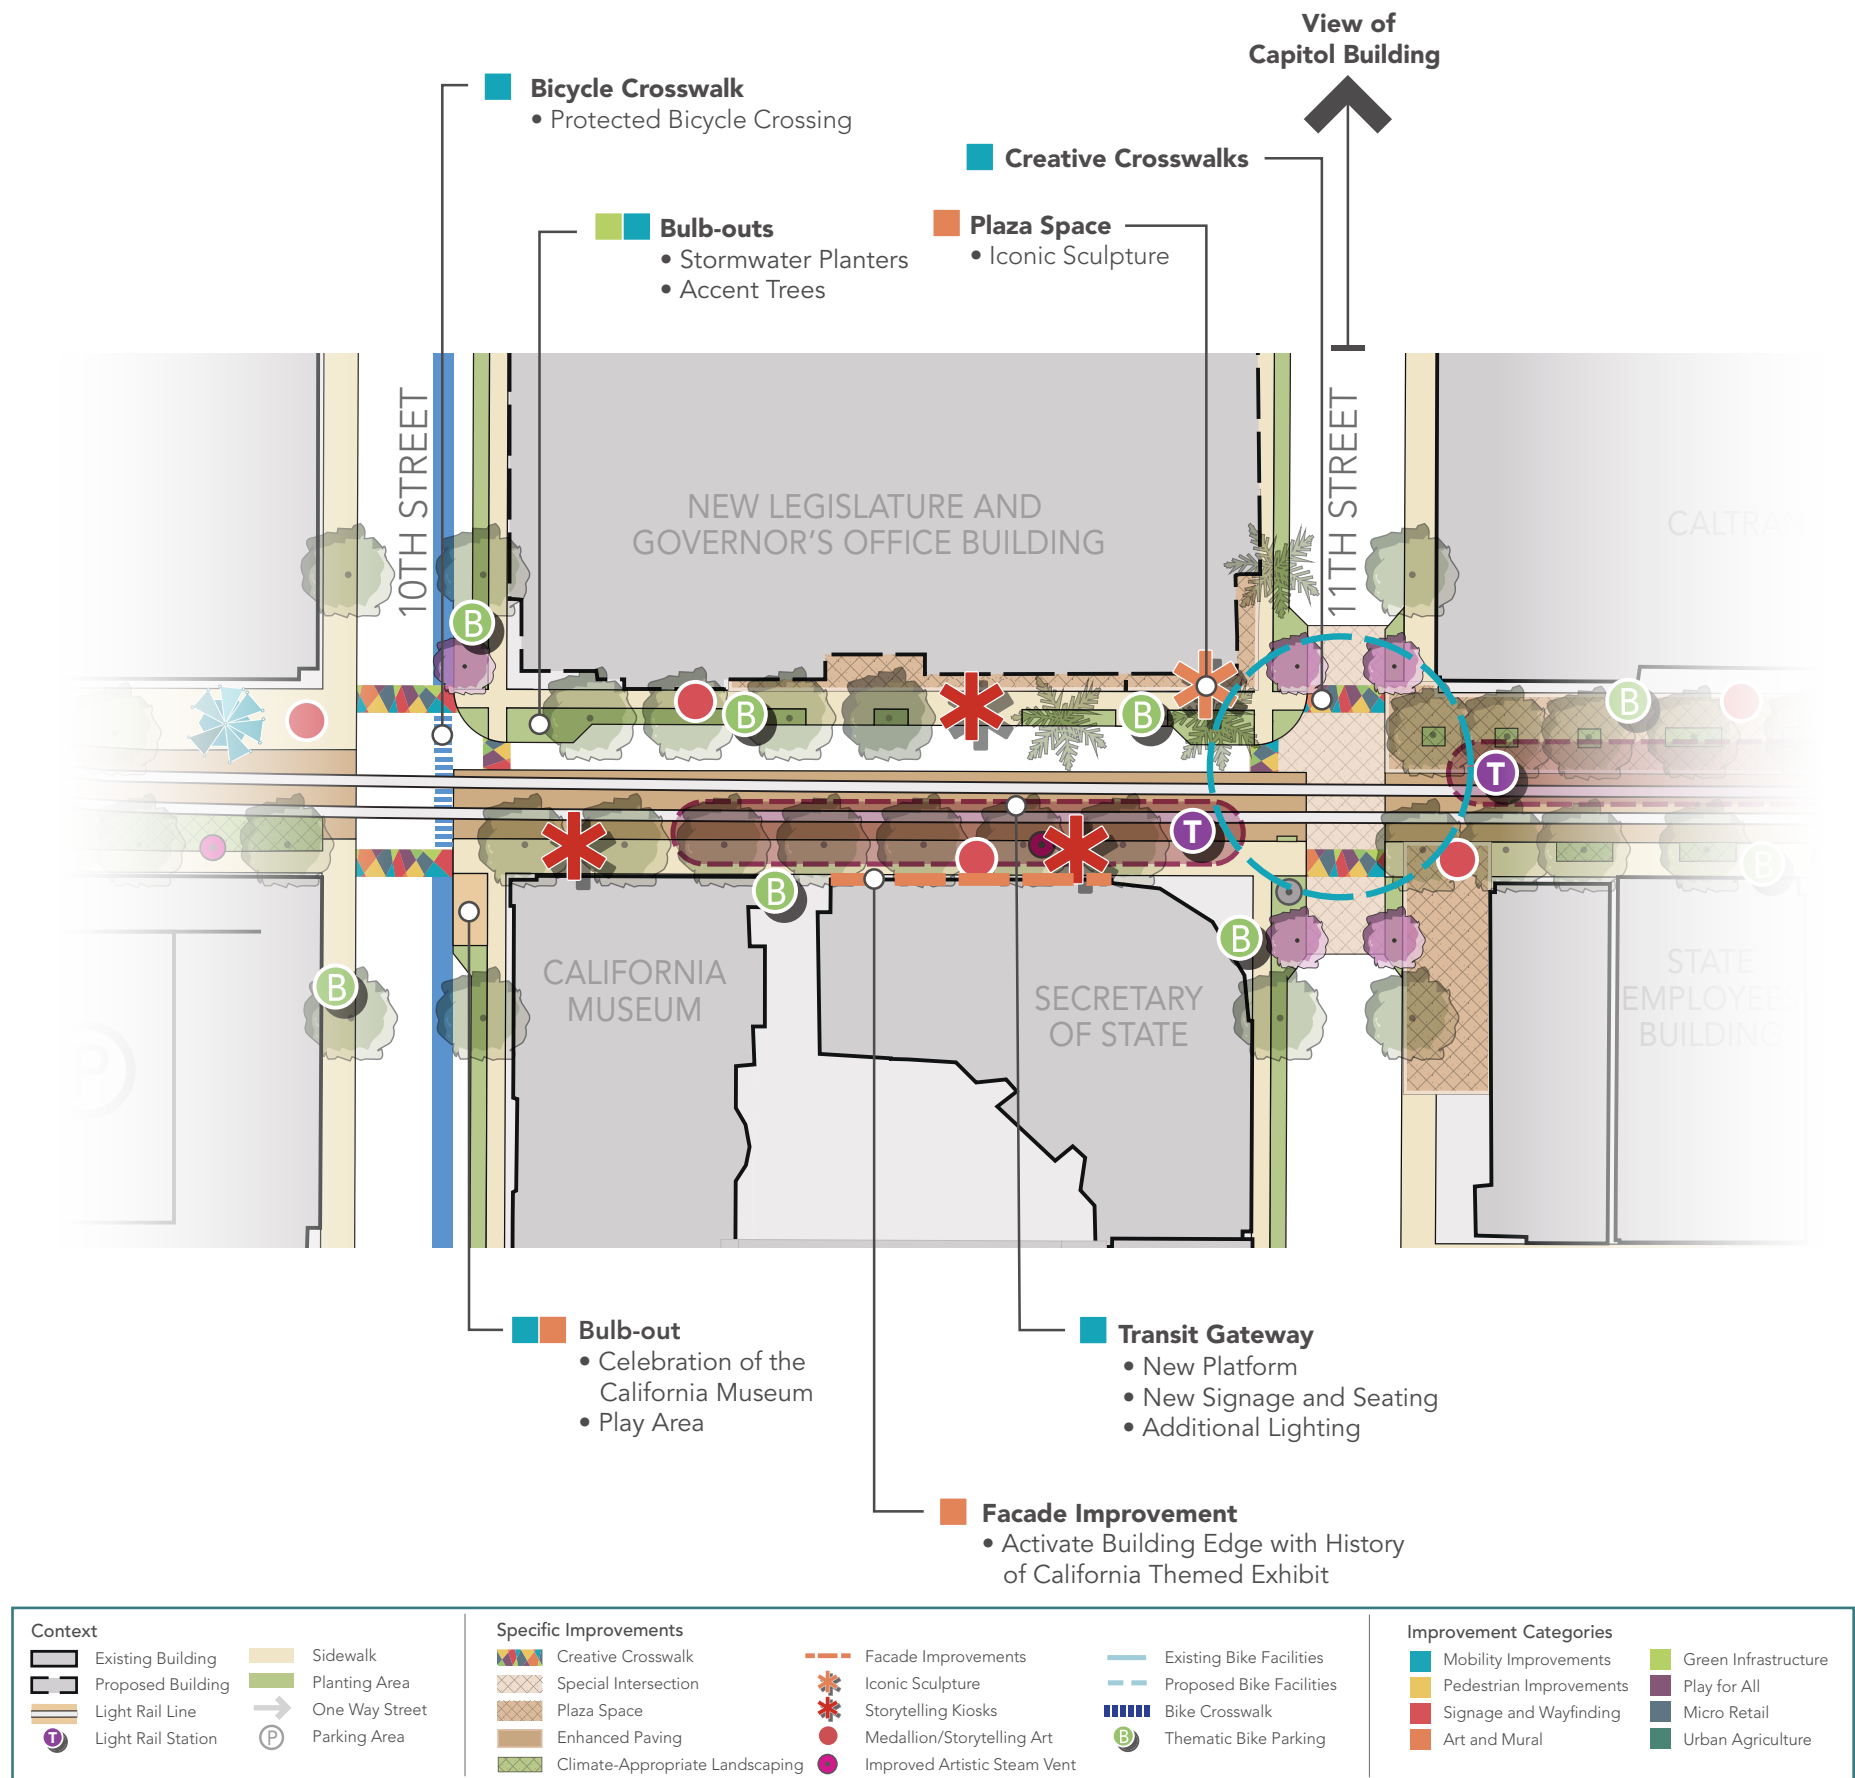 View of
Capitol Building
Bicycle Crosswalk
• Protected Bicycle Crossing
Creative Crosswalks
Bulb-outs
• Stormwater Planters
• Accent Trees
Plaza Space
• Iconic Sculpture
10TH STREET
11TH STREET
NEW LEGISLATURE AND
GOVERNOR'S OFFICE BUILDING
B
B
B
B
T
T
B
B
B
B
P
CALIFORNIA
MUSEUM
SECRETARY
OF STATE
STATE
BUILDING
Bulb-out
• Celebration of the
California Museum
• Play Area
Transit Gateway
• New Platform
• New Signage and Seating
• Additional Lighting
Facade Improvement
• Activate Building Edge with History
of California Themed Exhibit
Context
Existing Building
Proposed Building
Light Rail Line
T Light Rail Station
Sidewalk
Planting Area
One Way Street
P Parking Area
Specific Improvements
Creative Crosswalk
Special Intersection
Plaza Space
Enhanced Paving
Climate-Appropriate Landscaping
Facade Improvements
Iconic Sculpture
Storytelling Kiosks
Medallion/Storytelling Art
Improved Artistic Steam Vent
Existing Bike Facilities
Proposed Bike Facilities
Bike Crosswalk
B Thematic Bike Parking
Improvement Categories
Mobility Improvements
Pedestrian Improvements
Signage and Wayfinding
Art and Mural
Green Infrastructure
Play for All
Micro Retail
Urban Agriculture